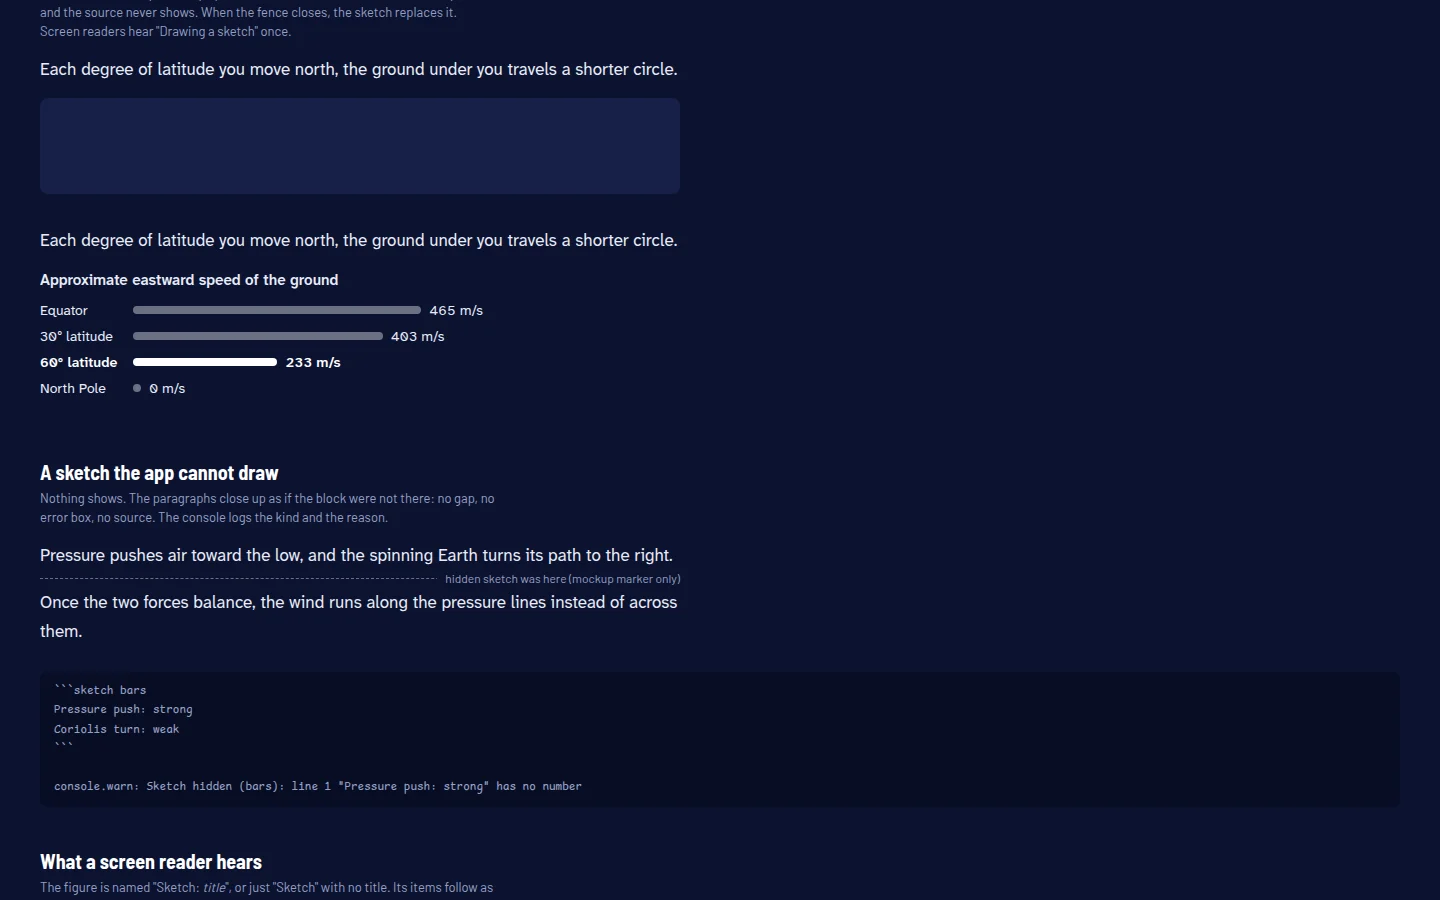 and the source never shows. When the fence closes, the sketch replaces it.
Screen readers hear "Drawing a sketch" once.
Each degree of latitude you move north, the ground under you travels a shorter circle.
Each degree of latitude you move north, the ground under you travels a shorter circle.
Approximate eastward speed of the ground
Equator 465 m/s
30° latitude 403 m/s
60° latitude 233 m/s
North Pole 0 m/s
A sketch the app cannot draw
Nothing shows. The paragraphs close up as if the block were not there: no gap, no
error box, no source. The console logs the kind and the reason.
Pressure pushes air toward the low, and the spinning Earth turns its path to the right.
hidden sketch was here (mockup marker only)
Once the two forces balance, the wind runs along the pressure lines instead of across
them.
```sketch bars
Pressure push: strong
Coriolis turn: weak
```
console.warn: Sketch hidden (bars): line 1 "Pressure push: strong" has no number
What a screen reader hears
The figure is named "Sketch: title", or just "Sketch" with no title. Its items follow as